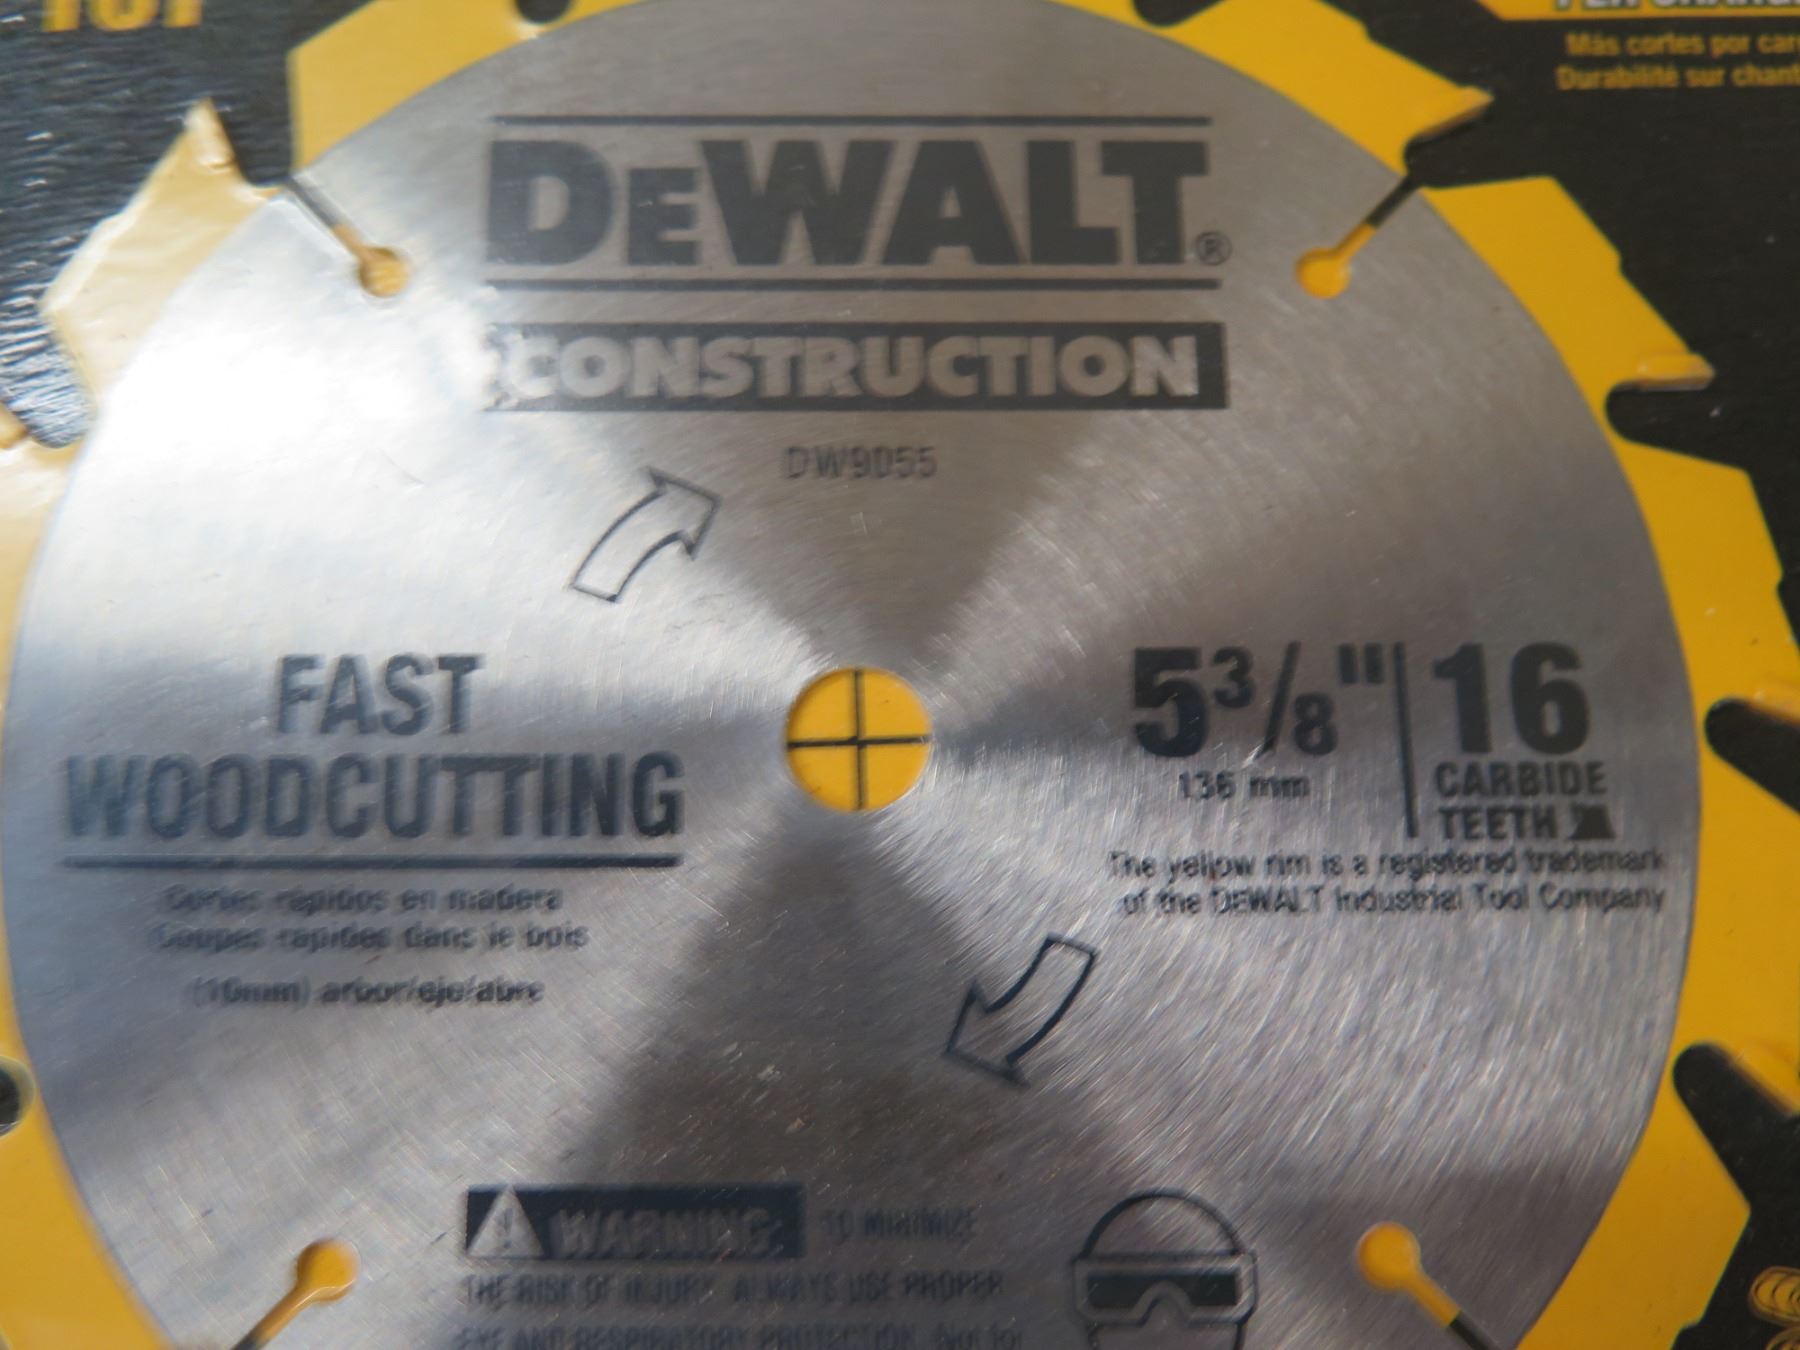 Más cortes por
Durabilité sur
DEWALT®
CONSTRUCTION
DW9055
FAST
WOODCUTTING
Cortes rápidos en madera
Coupes rapides dans le bois
(10mm) arbor/eje/abre
5 3/8" 16
136 mm
CARBIDE
TEETH
The yellow rim is a registered trademark
of the DEWALT Industrial Tool Company
WARNING: TO MINIMIZE
THE RISK OF INJURY, ALWAYS USE PROPER
EYE AND RESPIRATORY PROTECTION. Not for